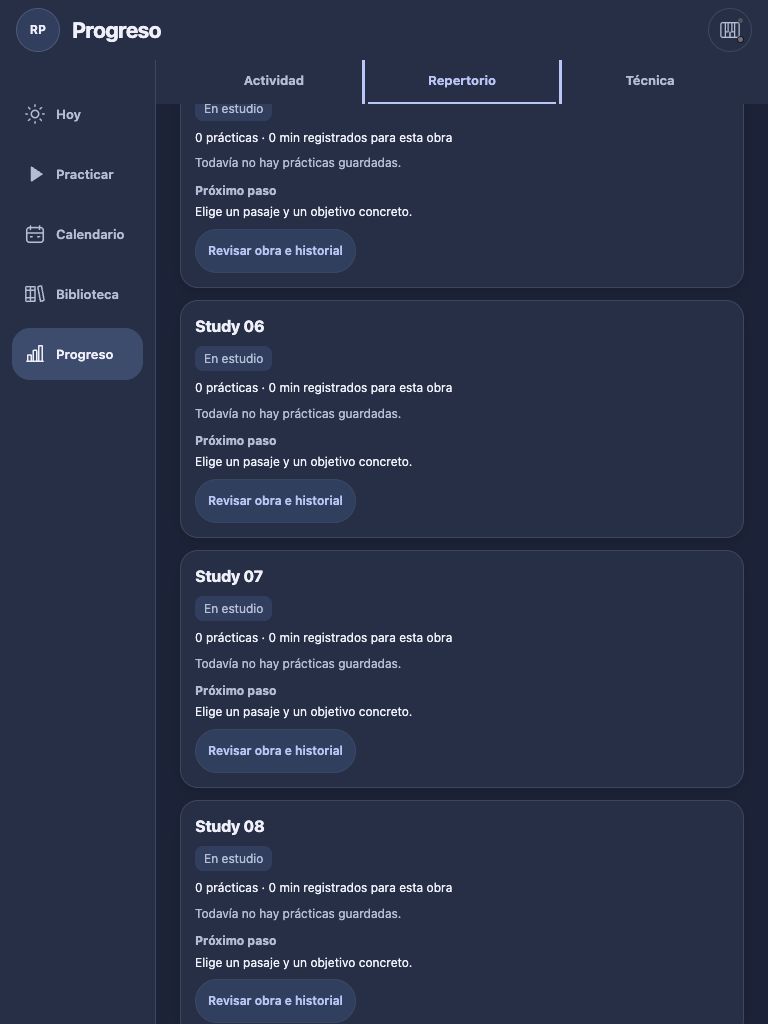 RP
Progreso
Hoy
Practicar
Calendario
Biblioteca
Progreso
Actividad
Repertorio
Técnica
En estudio
0 prácticas · 0 min registrados para esta obra
Todavía no hay prácticas guardadas.
Próximo paso
Elige un pasaje y un objetivo concreto.
Revisar obra e historial
Study 06
En estudio
0 prácticas · 0 min registrados para esta obra
Todavía no hay prácticas guardadas.
Próximo paso
Elige un pasaje y un objetivo concreto.
Revisar obra e historial
Study 07
En estudio
0 prácticas · 0 min registrados para esta obra
Todavía no hay prácticas guardadas.
Próximo paso
Elige un pasaje y un objetivo concreto.
Revisar obra e historial
Study 08
En estudio
0 prácticas · 0 min registrados para esta obra
Todavía no hay prácticas guardadas.
Próximo paso
Elige un pasaje y un objetivo concreto.
Revisar obra e historial